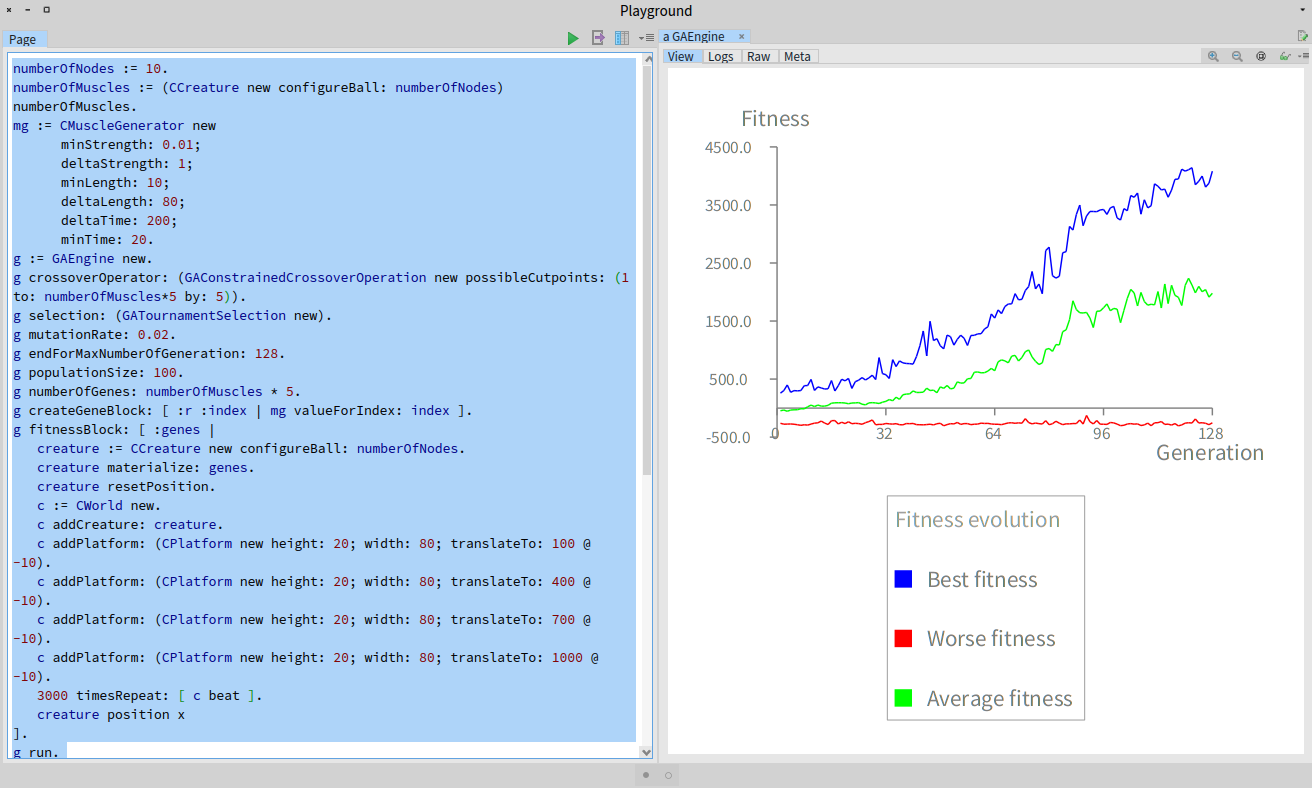 Playground
Page
numberOfNodes := 10.
numberOfMuscles := (CCreature new configureBall: numberOfNodes)
numberOfMuscles.
mg := CMuscleGenerator new
minStrength: 0.01;
deltaStrength: 1;
minLength: 10;
deltaLength: 80;
deltaTime: 200;
minTime: 20.
g := GAEngine new.
g crossoverOperator: (GAConstrainedCrossoverOperation new possibleCutpoints: (1
to: numberOfMuscles*5 by: 5)).
g selection: (GATournamentSelection new).
g mutationRate: 0.02.
g endForMaxNumberOfGeneration: 128.
g populationSize: 100.
g numberOfGenes: numberOfMuscles * 5.
g createGeneBlock: [ :r :index | mg valueForIndex: index ].
g fitnessBlock: [ :genes |
creature := CCreature new configureBall: numberOfNodes.
creature materialize: genes.
creature resetPosition.
c := CWorld new.
c addCreature: creature.
c addPlatform: (CPlatform new height: 20; width: 80; translateTo: 100 @
-10).
c addPlatform: (CPlatform new height: 20; width: 80; translateTo: 400 @
-10).
c addPlatform: (CPlatform new height: 20; width: 80; translateTo: 700 @
-10).
c addPlatform: (CPlatform new height: 20; width: 80; translateTo: 1000 @
-10).
3000 timesRepeat: [ c beat ].
creature position x
].
g run.
a GAEngine
View Logs Raw Meta
Fitness
4500.0
3500.0
2500.0
1500.0
500.0
-500.0
0 32 64 96 128
Generation
Fitness evolution
Best fitness
Worse fitness
Average fitness